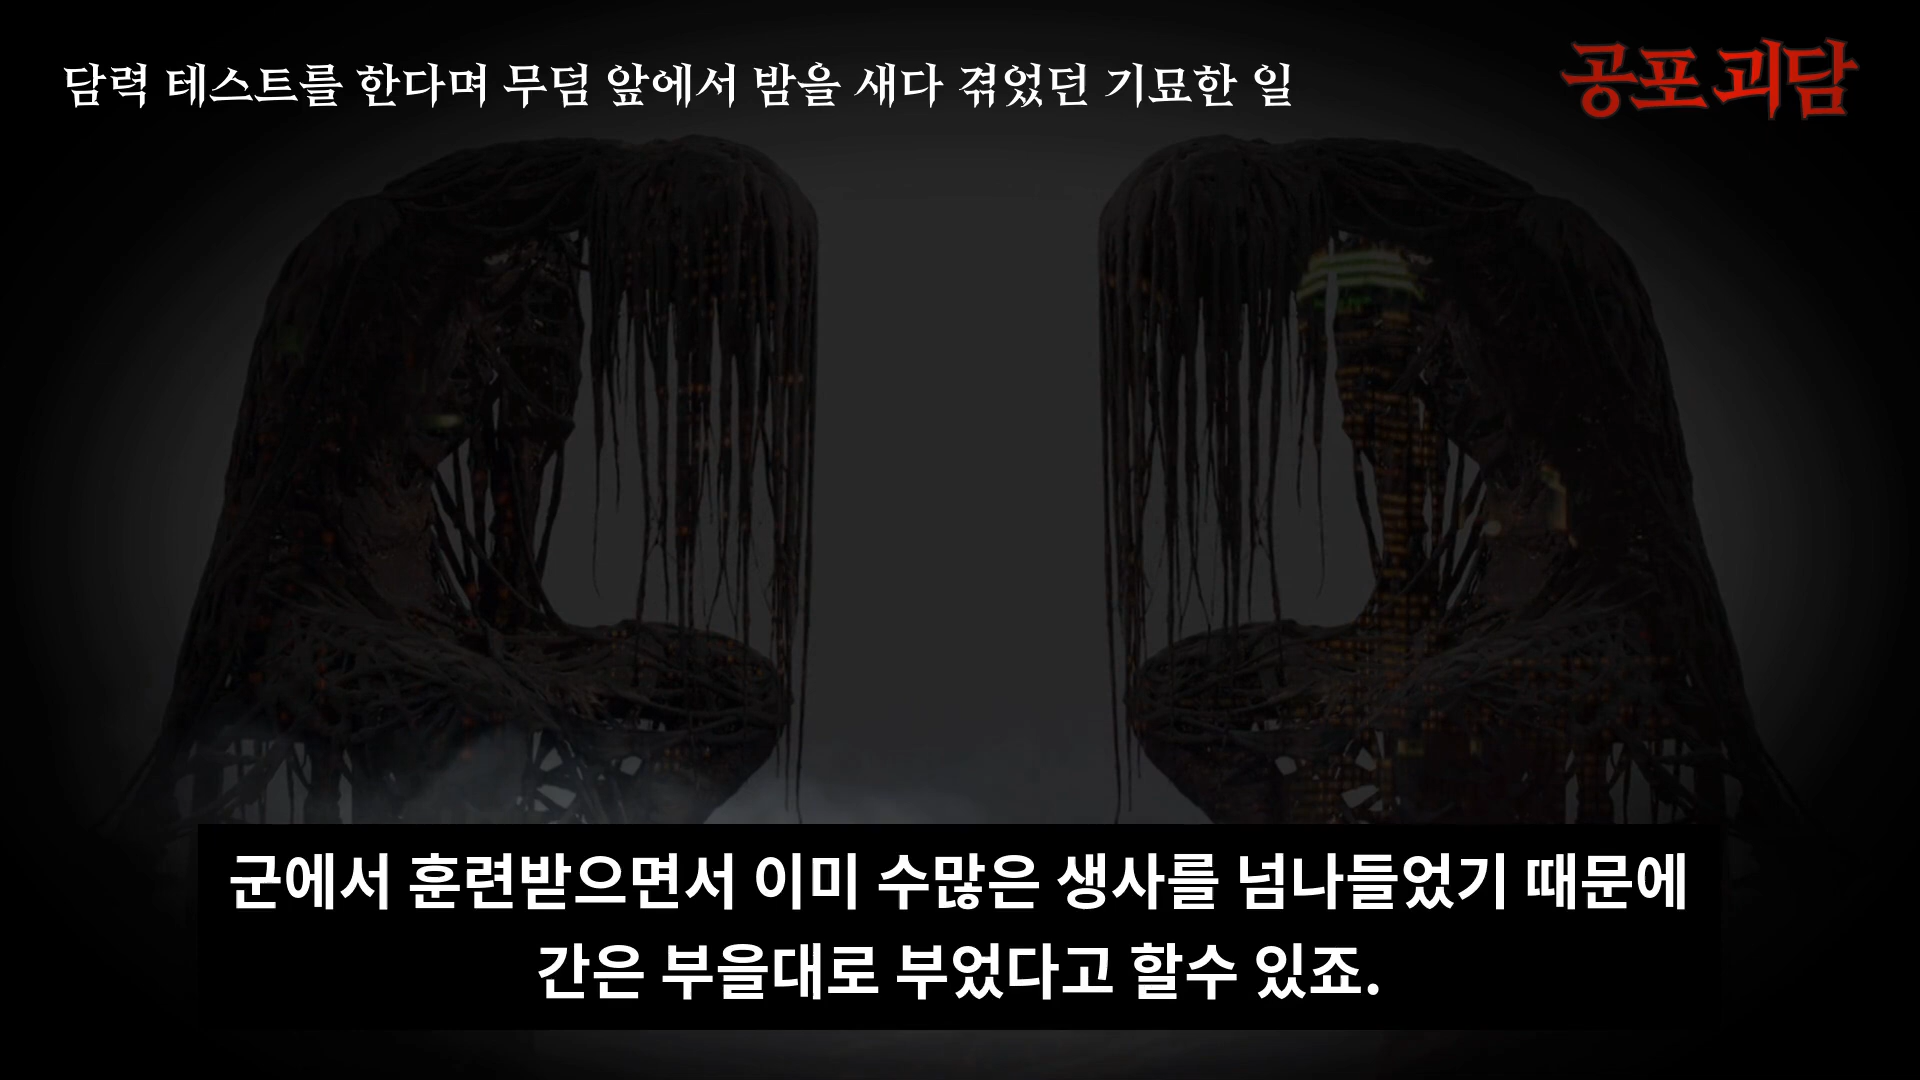 담력 테스트를 한다며 무덤 앞에서 밤을 새다 겪었던 기묘한 일
공포괴담
군에서 훈련받으면서 이미 수많은 생사를 넘나들었기 때문에
간은 부을대로 부었다고 할수 있죠.